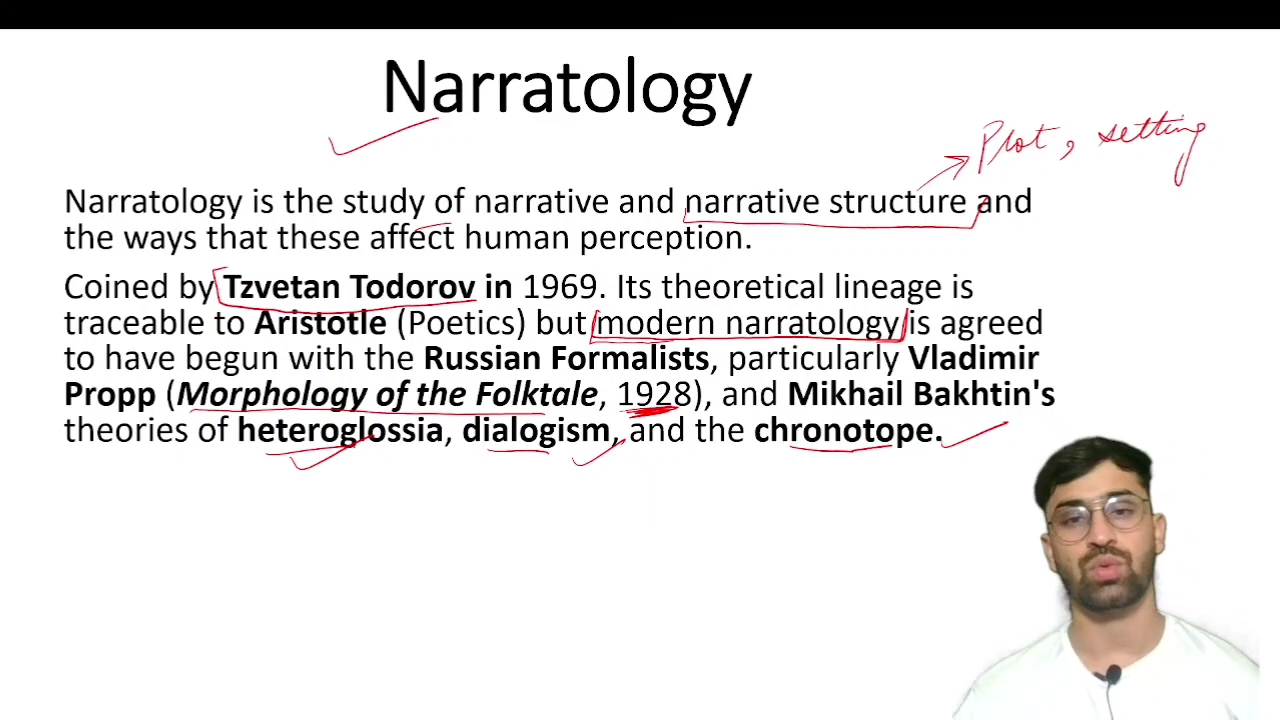 Narratology
Plot, setting
Narratology is the study of narrative and narrative structure and
the ways that these affect human perception.
Coined by Tzvetan Todorov in 1969. Its theoretical lineage is
traceable to Aristotle (Poetics) but modern narratology is agreed
to have begun with the Russian Formalists, particularly Vladimir
Propp (Morphology of the Folktale, 1928), and Mikhail Bakhtin's
theories of heteroglossia, dialogism, and the chronotope.